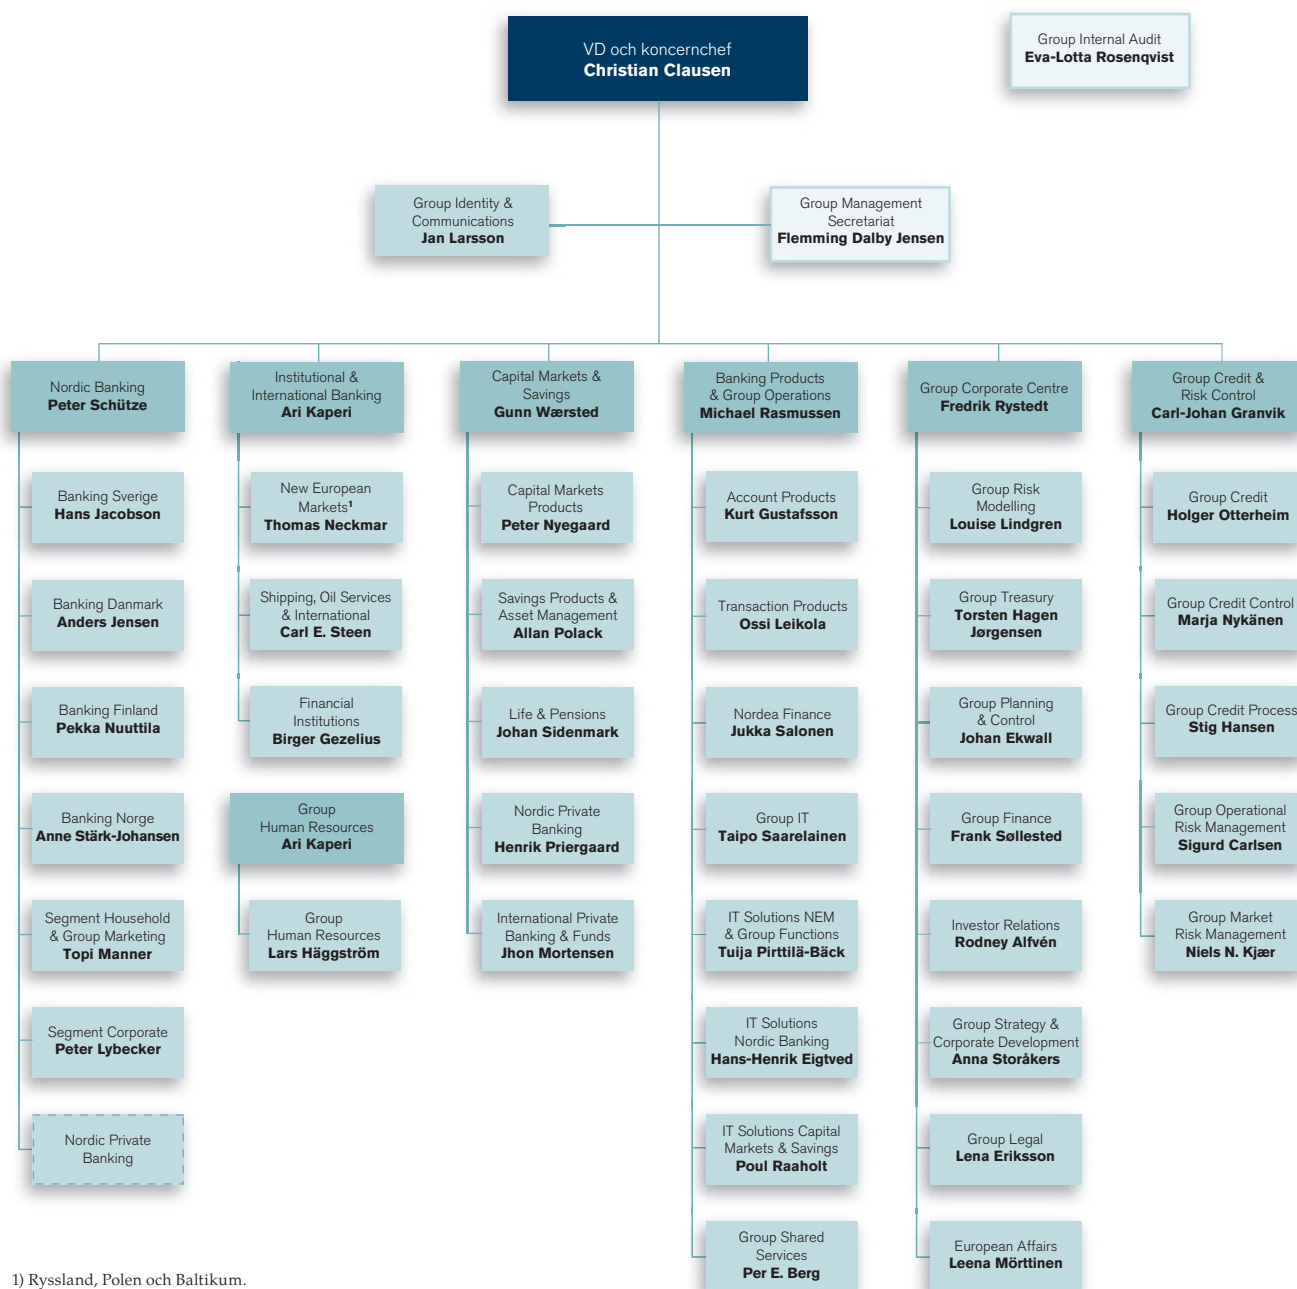 VD och koncernchef
Christian Clausen
Group Internal Audit
Eva-Lotta Rosenqvist
Group Identity &
Communications
Jan Larsson
Group Management
Secretariat
Flemming Dalby Jensen
Nordic Banking
Peter Schütze
Banking Sverige
Hans Jacobson
Banking Danmark
Anders Jensen
Banking Finland
Pekka Nuuttila
Banking Norge
Anne Stärk-Johansen
Segment Household
& Group Marketing
Topi Manner
Segment Corporate
Peter Lybecker
Nordic Private
Banking
Institutional &
International Banking
Ari Kaperi
New European
Markets¹
Thomas Neckmar
Shipping, Oil Services
& International
Carl E. Steen
Financial
Institutions
Birger Gezelius
Group
Human Resources
Ari Kaperi
Group
Human Resources
Lars Häggström
Capital Markets &
Savings
Gunn Wærsted
Capital Markets
Products
Peter Nyegaard
Savings Products &
Asset Management
Allan Polack
Life & Pensions
Johan Sidenmark
Nordic Private
Banking
Henrik Priergaard
International Private
Banking & Funds
Jhon Mortensen
Banking Products
& Group Operations
Michael Rasmussen
Account Products
Kurt Gustafsson
Transaction Products
Ossi Leikola
Nordea Finance
Jukka Salonen
Group IT
Taipo Saarelainen
IT Solutions NEM
& Group Functions
Tuija Pirttilä-Bäck
IT Solutions
Nordic Banking
Hans-Henrik Eigtved
IT Solutions Capital
Markets & Savings
Poul Raaholt
Group Shared
Services
Per E. Berg
Group Corporate Centre
Fredrik Rystedt
Group Risk
Modelling
Louise Lindgren
Group Treasury
Torsten Hagen
Jørgensen
Group Planning
& Control
Johan Ekwall
Group Finance
Frank Søllested
Investor Relations
Rodney Alfvén
Group Strategy &
Corporate Development
Anna Storåkers
Group Legal
Lena Eriksson
European Affairs
Leena Mörttinen
Group Credit &
Risk Control
Carl-Johan Granvik
Group Credit
Holger Otterheim
Group Credit Control
Marja Nykänen
Group Credit Process
Stig Hansen
Group Operational
Risk Management
Sigurd Carlsen
Group Market
Risk Management
Niels N. Kjær
1) Ryssland, Polen och Baltikum.